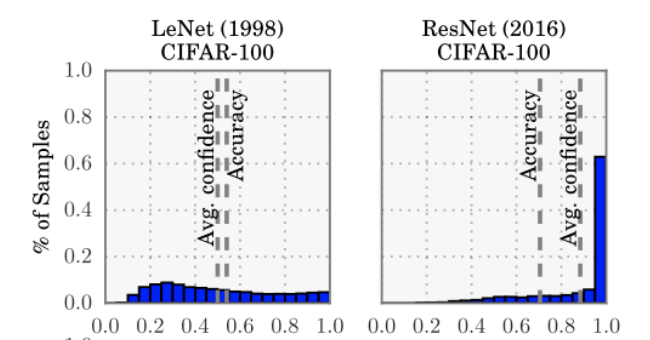 LeNet (1998)
CIFAR-100
ResNet (2016)
CIFAR-100
% of Samples
1.0
0.8
0.6
0.4
0.2
0.0
Avg. confidence
Accuracy
Accuracy
Avg. confidence
0.0 0.2 0.4 0.6 0.8 1.0
0.0 0.2 0.4 0.6 0.8 1.0